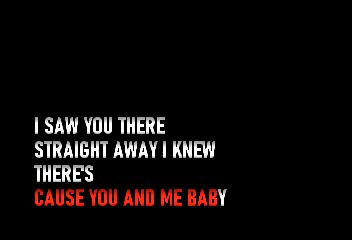 I SAW YOU THERE
STRAIGHT AWAY I KNEW
THERE'S
CAUSE YOU AND ME BABY